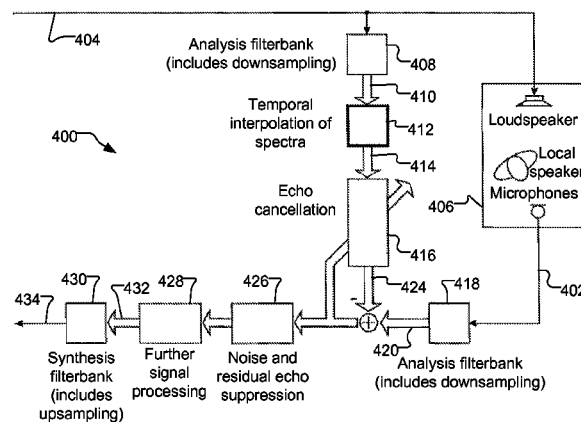 404
Analysis filterbank
(includes downsampling)
408
410
Temporal
interpolation of
spectra
412
400
414
Loudspeaker
Local
speaker
Microphones
406
Echo
cancellation
416
424
418
402
434
430
432
428
426
420
Synthesis
filterbank
(includes
upsampling)
Further
signal
processing
Noise and
residual echo
suppression
Analysis filterbank
(includes downsampling)